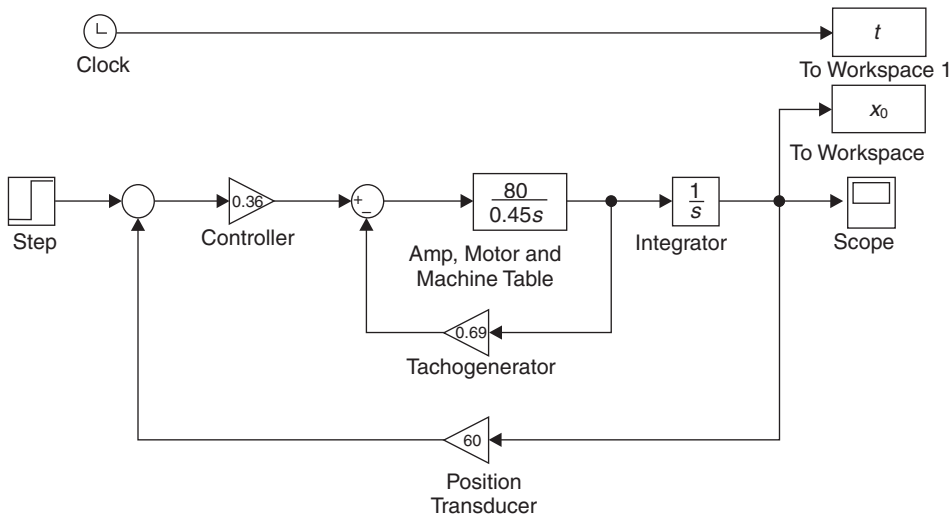 t
Clock
To Workspace 1
x₀
To Workspace
+
−
0.36
80
0.45s
1
s
Step
Controller
Amp, Motor and
Machine Table
Integrator
Scope
0.69
Tachogenerator
60
Position
Transducer